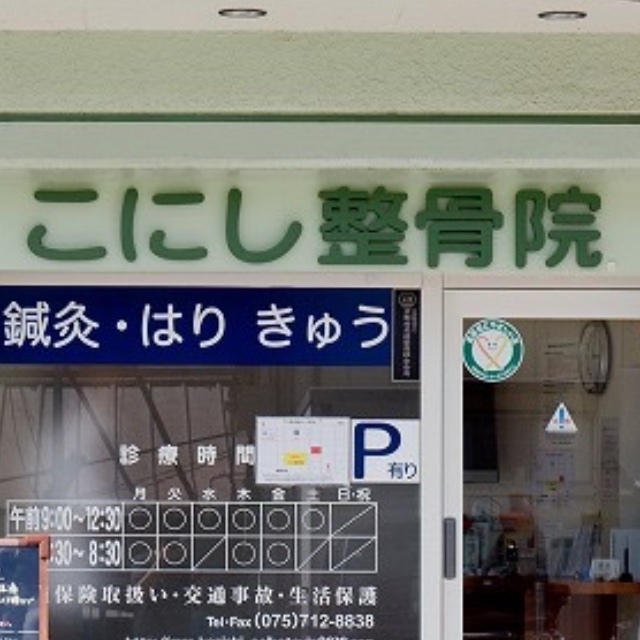 こにし整骨院
鍼灸・はり きゅう
診療時間
P
有り
月 火 水 木 金 土 日・祝
午前9:00〜12:30 ○ ○ ○ ○ ○ ○ ／
:30〜8:30 ○ ○ ／ ○ ○ ／ ／
保険取扱い・交通事故・生活保護
Tel・Fax (075)712-8838